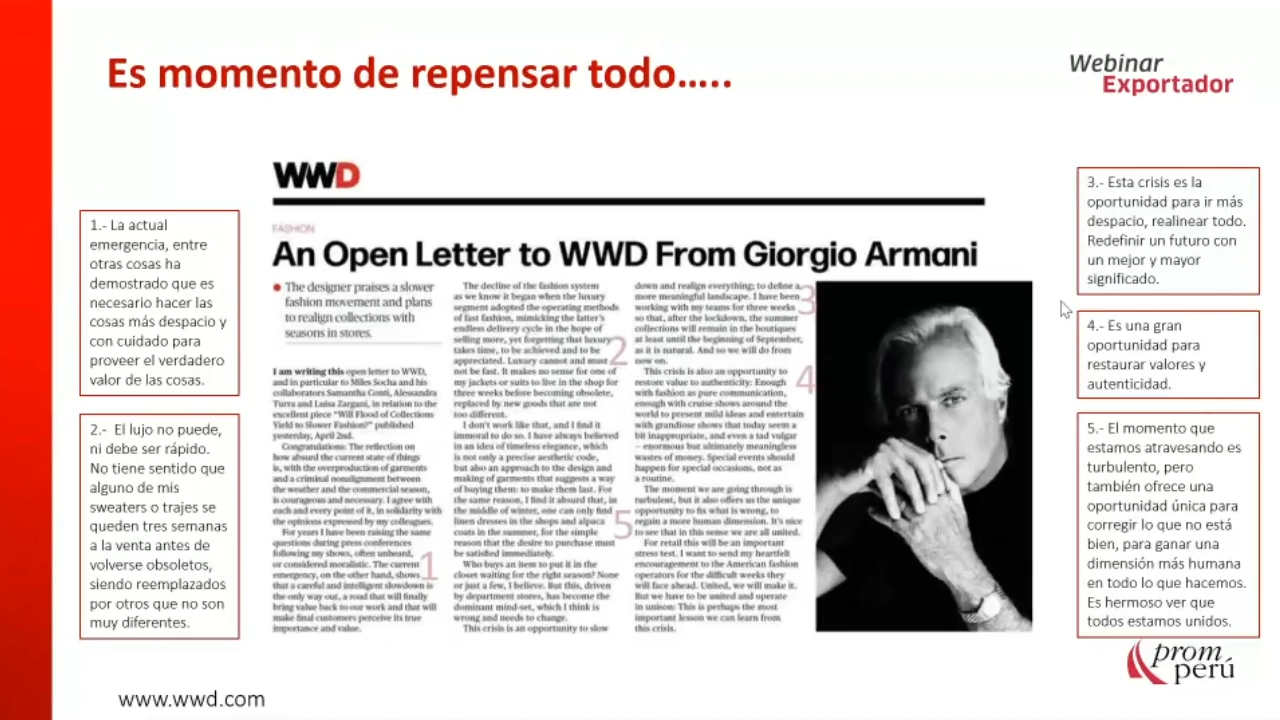 Es momento de repensar todo…..
Webinar
Exportador
1.- La actual
emergencia, entre
otras cosas ha
demostrado que es
necesario hacer las
cosas más despacio y
con cuidado para
proveer el verdadero
valor de las cosas.
2.- El lujo no puede,
ni debe ser rápido.
No tiene sentido que
alguno de mis
sweaters o trajes se
queden tres semanas
a la venta antes de
volverse obsoletos,
siendo reemplazados
por otros que no son
muy diferentes.
WWD
FASHION
An Open Letter to WWD From Giorgio Armani
The designer praises a slower
fashion movement and plans
to realign collections with
seasons in stores.
I am writing this open letter to WWD,
and in particular to Miles Socha and his
collaborators Samantha Conti, Alessandra
Turra and Luisa Zargani, in relation to the
excellent piece "Will Flood of Collections
Yield to Slower Fashion?" published
yesterday, April 2nd.
Congratulations: The reflection on
how absurd the current state of things
is, with the overproduction of garments
and a criminal nonalignment between
the weather and the commercial season,
is courageous and necessary. I agree with
each and every point of it, in solidarity with
the opinions expressed by my colleagues.
For years I have been raising the same
questions during press conferences
following my shows, often unheard,
or considered moralistic. The current
emergency, on the other hand, shows
that a careful and intelligent slowdown is
the only way out, a road that will finally
bring value back to our work and that will
make final customers perceive its true
importance and value.
1
The decline of the fashion system
as we know it began when the luxury
segment adopted the operating methods
of fast fashion, mimicking the latter's
endless delivery cycle in the hope of
selling more, yet forgetting that luxury
takes time, to be achieved and to be
appreciated. Luxury cannot and must
not be fast. It makes no sense for one of
my jackets or suits to live in the shop for
three weeks before becoming obsolete,
replaced by new goods that are not
too different.
2
I don't work like that, and I find it
immoral to do so. I have always believed
in an idea of timeless elegance, which
is not only a precise aesthetic code,
but also an approach to the design and
making of garments that suggests a way
of buying them: to make them last. For
the same reason, I find it absurd that, in
the middle of winter, one can only find
linen dresses in the shops and alpaca
coats in the summer, for the simple
reason that the desire to purchase must
be satisfied immediately.
5
Who buys an item to put it in the
closet waiting for the right season? None
or just a few, I believe. But this, driven
by department stores, has become the
dominant mind-set, which I think is
wrong and needs to change.
This crisis is an opportunity to slow
down and realign everything; to define a
more meaningful landscape. I have been
working with my teams for three weeks
so that, after the lockdown, the summer
collections will remain in the boutiques
at least until the beginning of September,
as it is natural. And so we will do from
now on.
3
This crisis is also an opportunity to
restore value to authenticity: Enough
with fashion as pure communication,
enough with cruise shows around the
world to present mild ideas and entertain
with grandiose shows that today seem a
bit inappropriate, and even a tad vulgar
– enormous but ultimately meaningless
wastes of money. Special events should
happen for special occasions, not as
a routine.
4
The moment we are going through is
turbulent, but it also offers us the unique
opportunity to fix what is wrong, to
regain a more human dimension. It's nice
to see that in this sense we are all united.
For retail this will be an important
stress test. I want to send my heartfelt
encouragement to the American fashion
operators for the difficult weeks they
will face ahead. United, we will make it.
But we have to be united and operate
in unison: This is perhaps the most
important lesson we can learn from
this crisis.
3.- Esta crisis es la
oportunidad para ir más
despacio, realinear todo.
Redefinir un futuro con
un mejor y mayor
significado.
4.- Es una gran
oportunidad para
restaurar valores y
autenticidad.
5.- El momento que
estamos atravesando es
turbulento, pero
también ofrece una
oportunidad única para
corregir lo que no está
bien, para ganar una
dimensión más humana
en todo lo que hacemos.
Es hermoso ver que
todos estamos unidos.
prom
perú
www.wwd.com